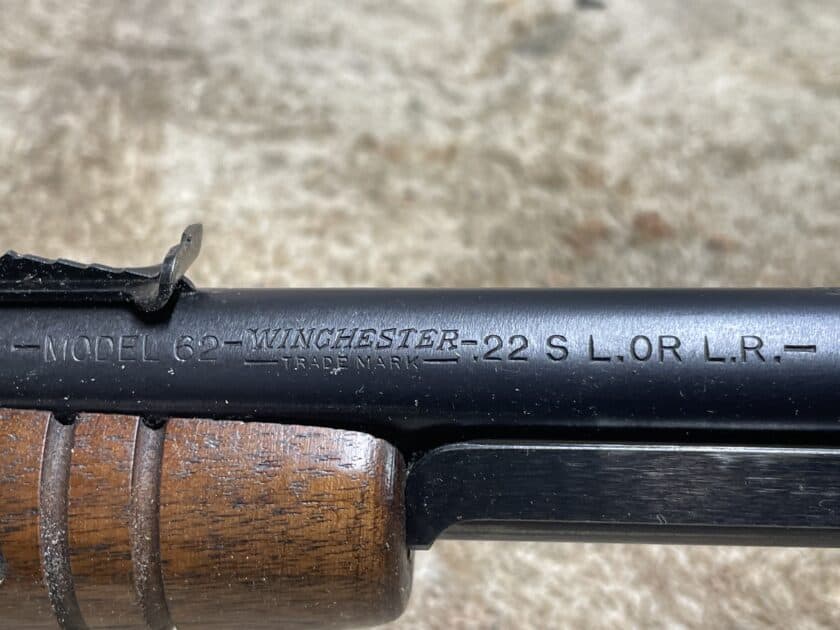 -MODEL 62-WINCHESTER-.22 S L.OR L.R.-
-TRADE MARK-